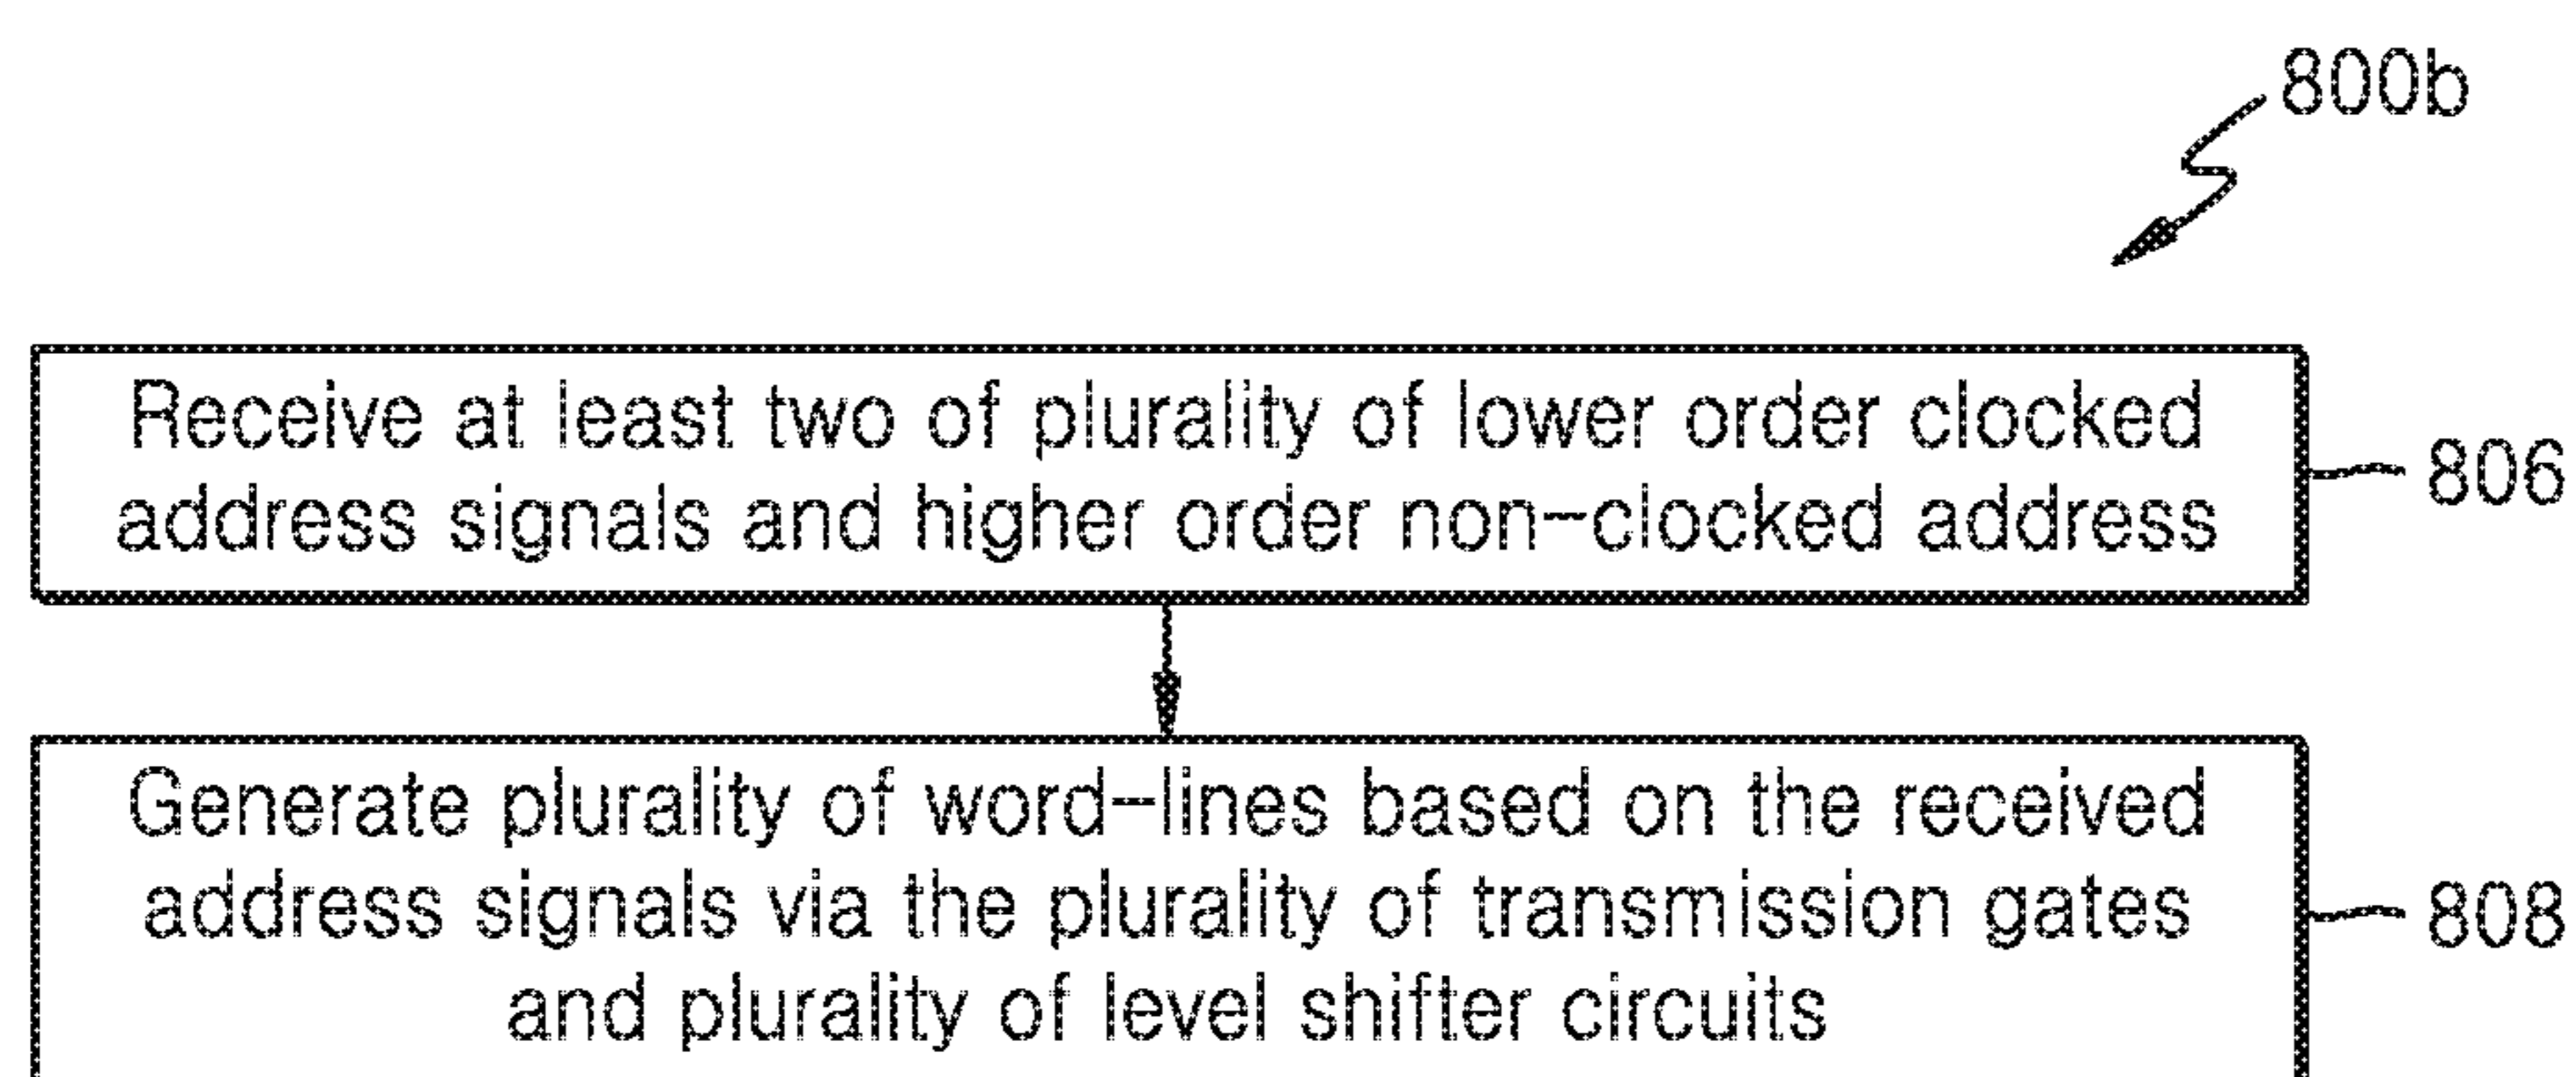 800b
Receive at least two of plurality of lower order clocked
address signals and higher order non-clocked address
806
Generate plurality of word-lines based on the received
address signals via the plurality of transmission gates
and plurality of level shifter circuits
808